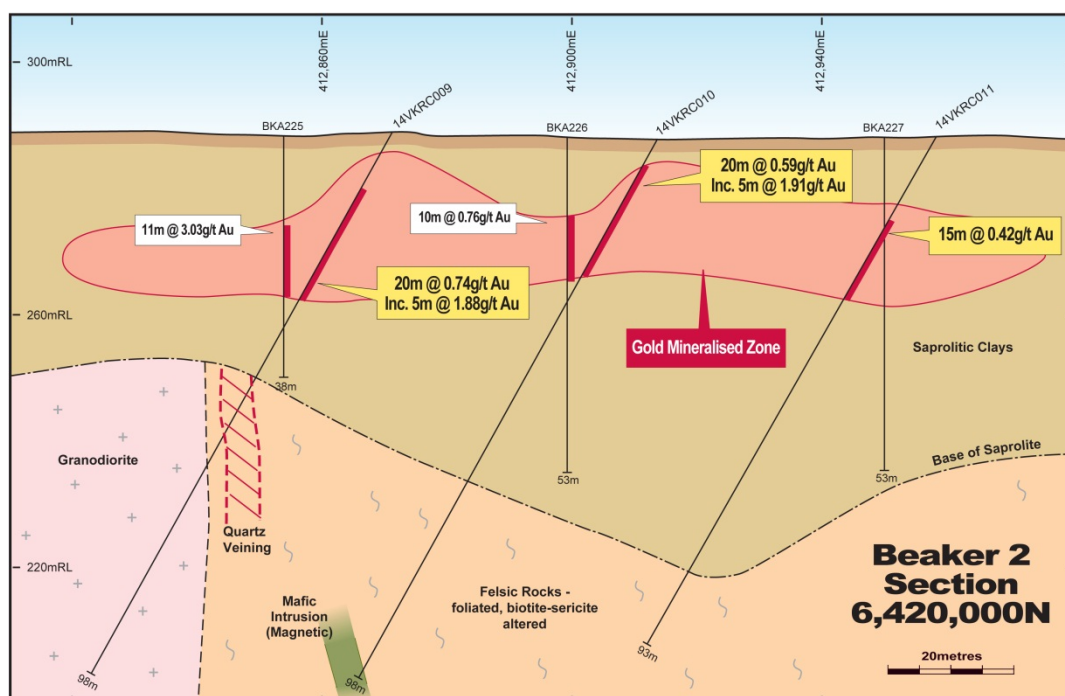 412,860mE
412,900mE
412,940mE
300mRL
BKA225
14VKRC009
BKA226
14VKRC010
BKA227
14VKRC011
20m @ 0.59g/t Au
Inc. 5m @ 1.91g/t Au
11m @ 3.03g/t Au
10m @ 0.76g/t Au
15m @ 0.42g/t Au
20m @ 0.74g/t Au
Inc. 5m @ 1.88g/t Au
260mRL
Gold Mineralised Zone
Saprolitic Clays
38m
Granodiorite
53m
53m
Base of Saprolite
Quartz
Veining
220mRL
Mafic
Intrusion
(Magnetic)
Felsic Rocks -
foliated, biotite-sericite
altered
Beaker 2
Section
6,420,000N
98m
98m
93m
20metres